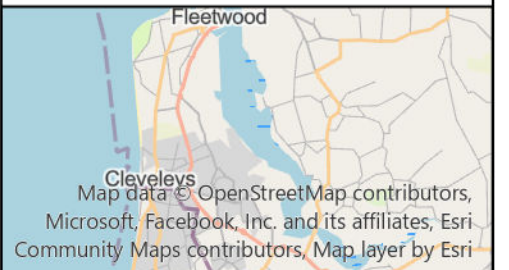 Fleetwood
Cleveleys
Map data © OpenStreetMap contributors,
Microsoft, Facebook, Inc. and its affiliates, Esri
Community Maps contributors, Map layer by Esri